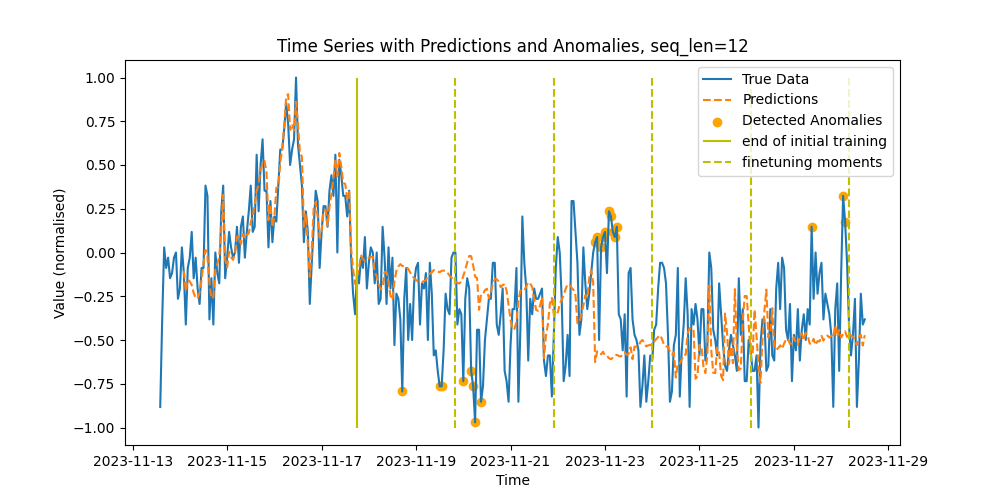 Time Series with Predictions and Anomalies, seq_len=12
True Data
Predictions
Detected Anomalies
end of initial training
finetuning moments
Value (normalised)
1.00
0.75
0.50
0.25
0.00
−0.25
−0.50
−0.75
−1.00
2023-11-13
2023-11-15
2023-11-17
2023-11-19
2023-11-21
2023-11-23
2023-11-25
2023-11-27
2023-11-29
Time